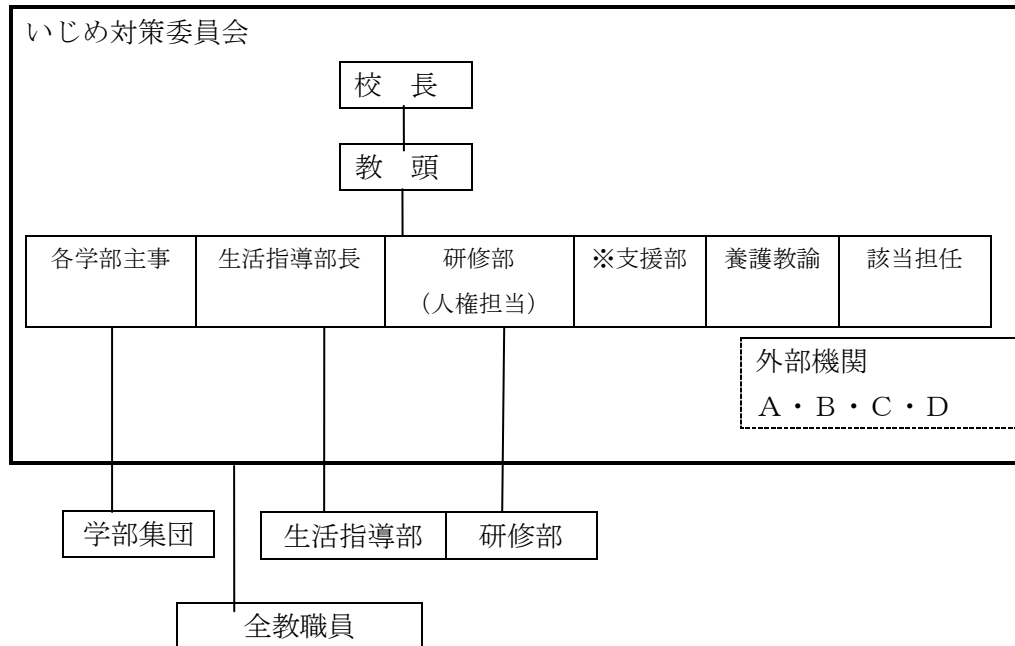 いじめ対策委員会
校　長
教　頭
各学部主事
生活指導部長
研修部
（人権担当）
※支援部
養護教諭
該当担任
外部機関
Ａ・Ｂ・Ｃ・Ｄ
学部集団
生活指導部
研修部
全教職員